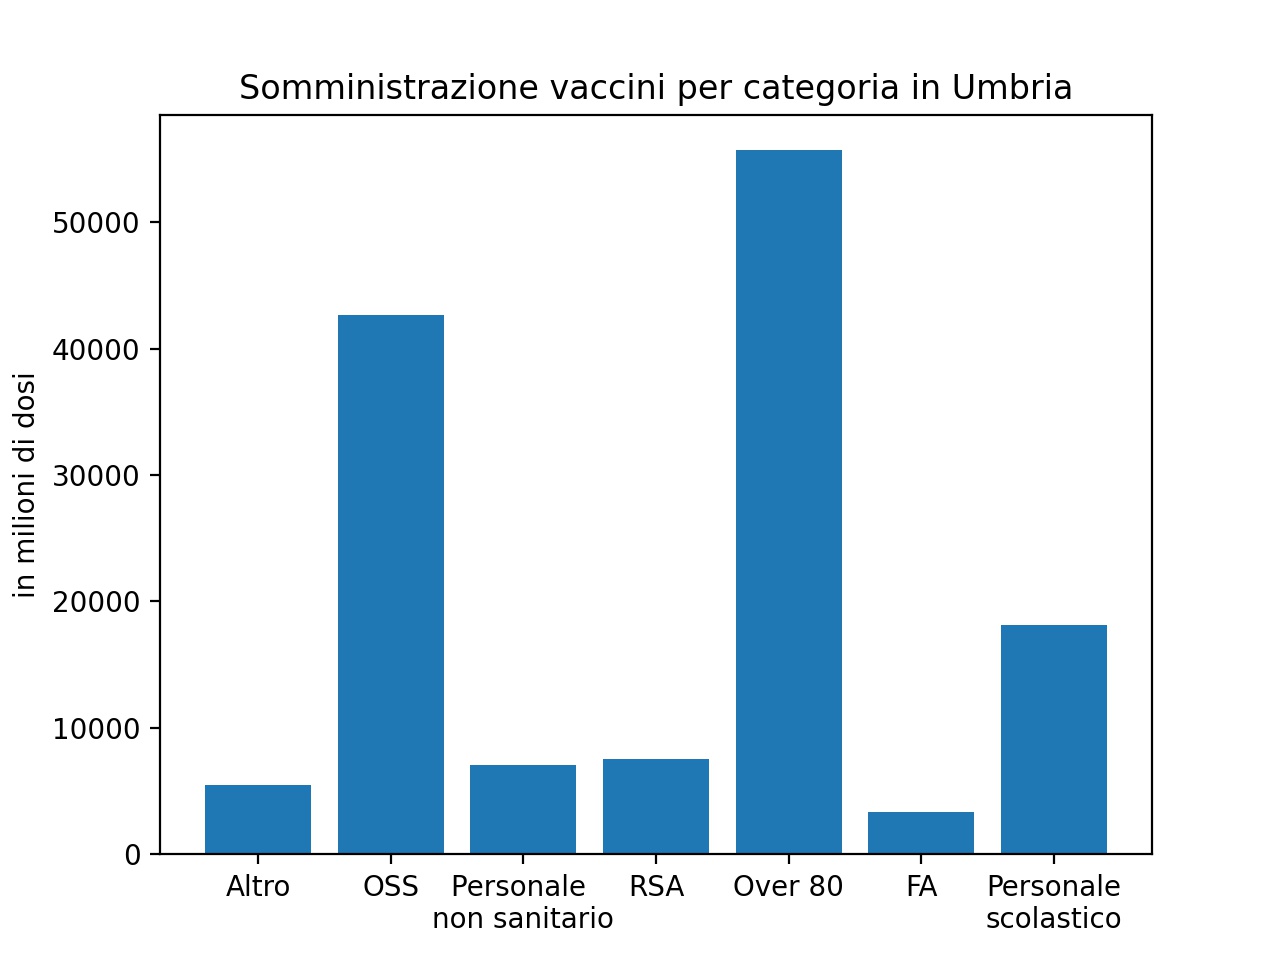 Somministrazione vaccini per categoria in Umbria
in milioni di dosi
50000
40000
30000
20000
10000
0
Altro
OSS
Personale
non sanitario
RSA
Over 80
FA
Personale
scolastico